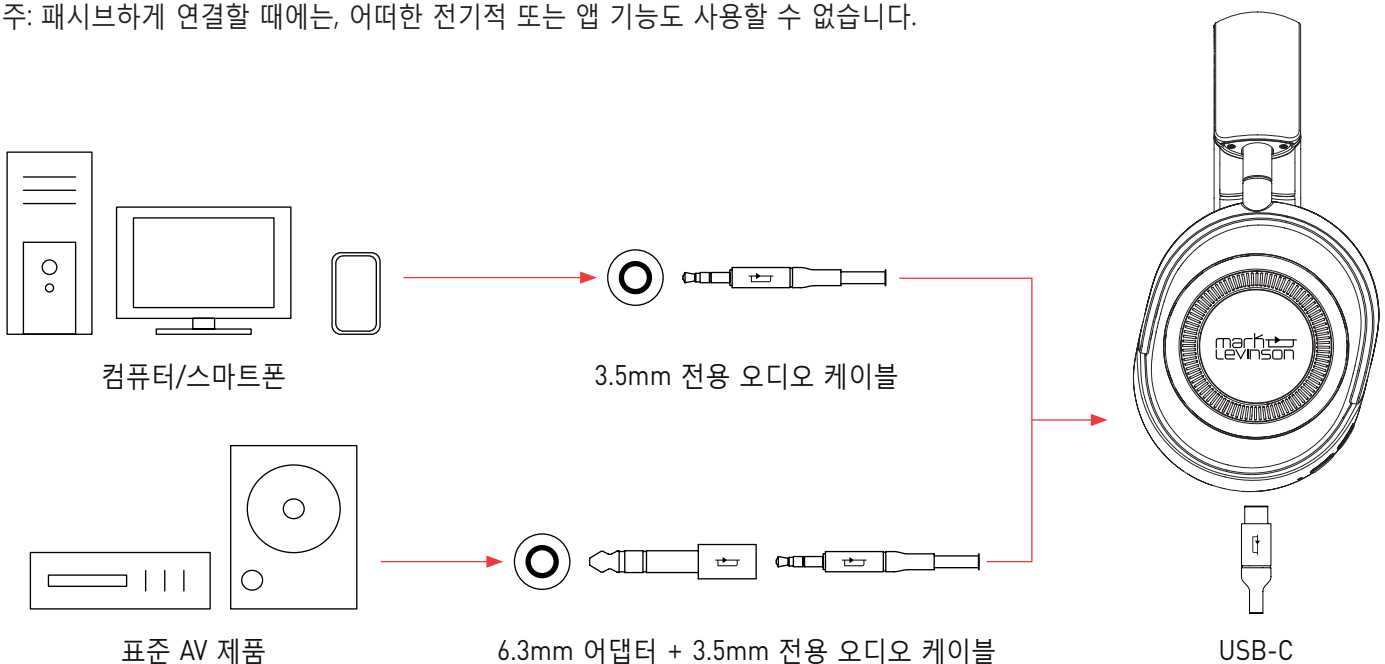 주: 패시브하게 연결할 때에는, 어떠한 전기적 또는 앱 기능도 사용할 수 없습니다.
컴퓨터/스마트폰
3.5mm 전용 오디오 케이블
mark
Levinson
표준 AV 제품
6.3mm 어댑터 + 3.5mm 전용 오디오 케이블
USB-C